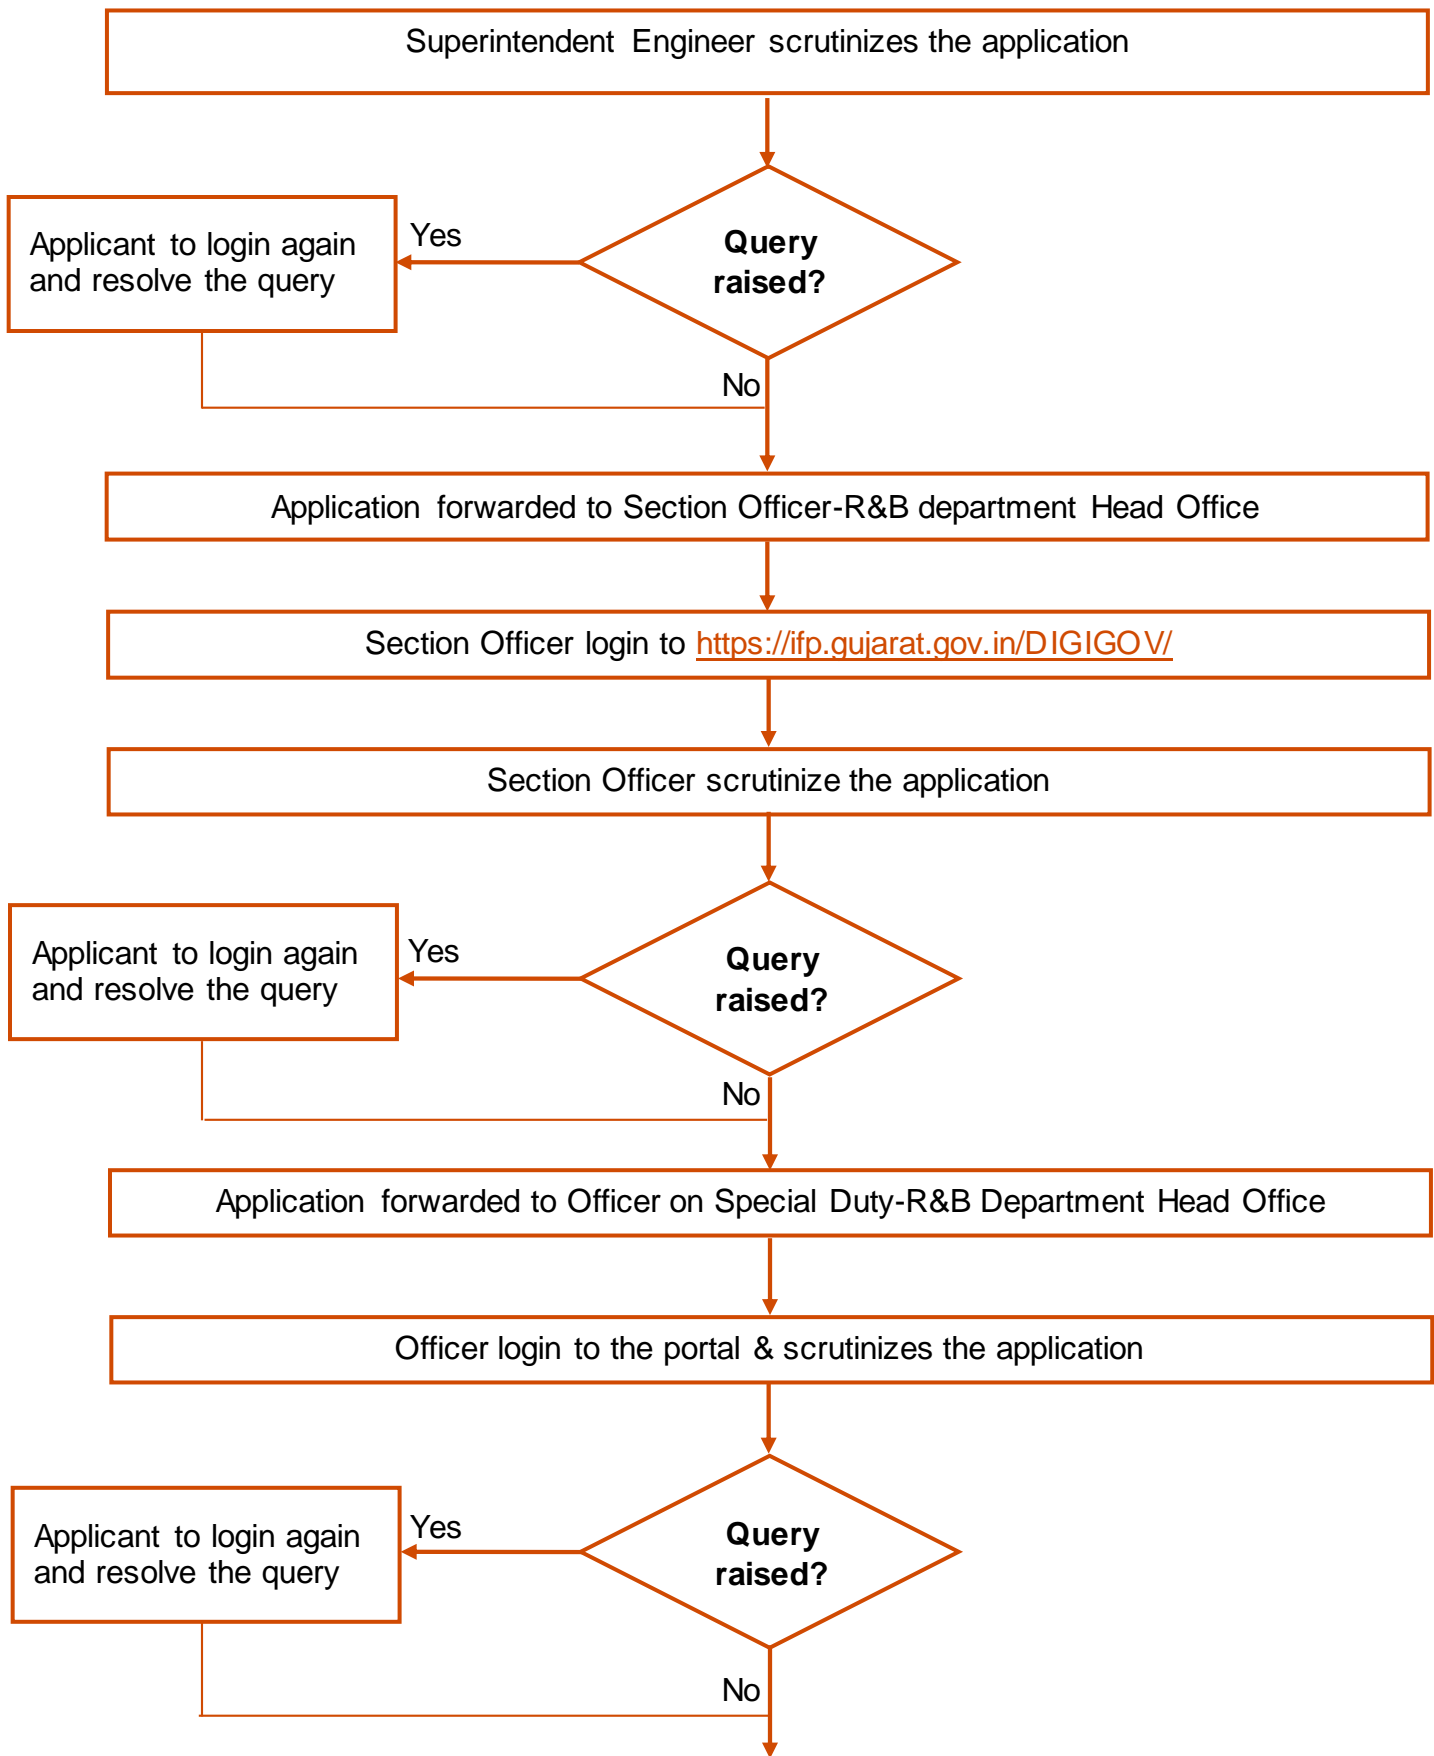 Superintendent Engineer scrutinizes the application
Query
raised?
Yes
Applicant to login again
and resolve the query
No
Application forwarded to Section Officer-R&B department Head Office
Section Officer login to https://ifp.gujarat.gov.in/DIGIGOV/
Section Officer scrutinize the application
Query
raised?
Yes
Applicant to login again
and resolve the query
No
Application forwarded to Officer on Special Duty-R&B Department Head Office
Officer login to the portal & scrutinizes the application
Query
raised?
Yes
Applicant to login again
and resolve the query
No